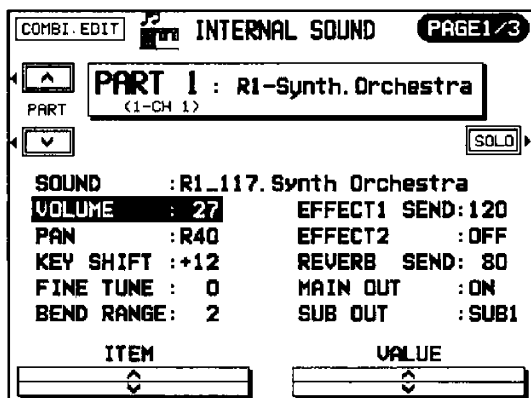 COMBI.EDIT INTERNAL SOUND PAGE1/3
PART 1 : R1-Synth.Orchestra
(1-CH 1)
PART
SOLO
SOUND :R1_117.Synth Orchestra
VOLUME : 27 EFFECT1 SEND:120
PAN :R40 EFFECT2 :OFF
KEY SHIFT :+12 REVERB SEND: 80
FINE TUNE : 0 MAIN OUT :ON
BEND RANGE: 2 SUB OUT :SUB1
ITEM VALUE